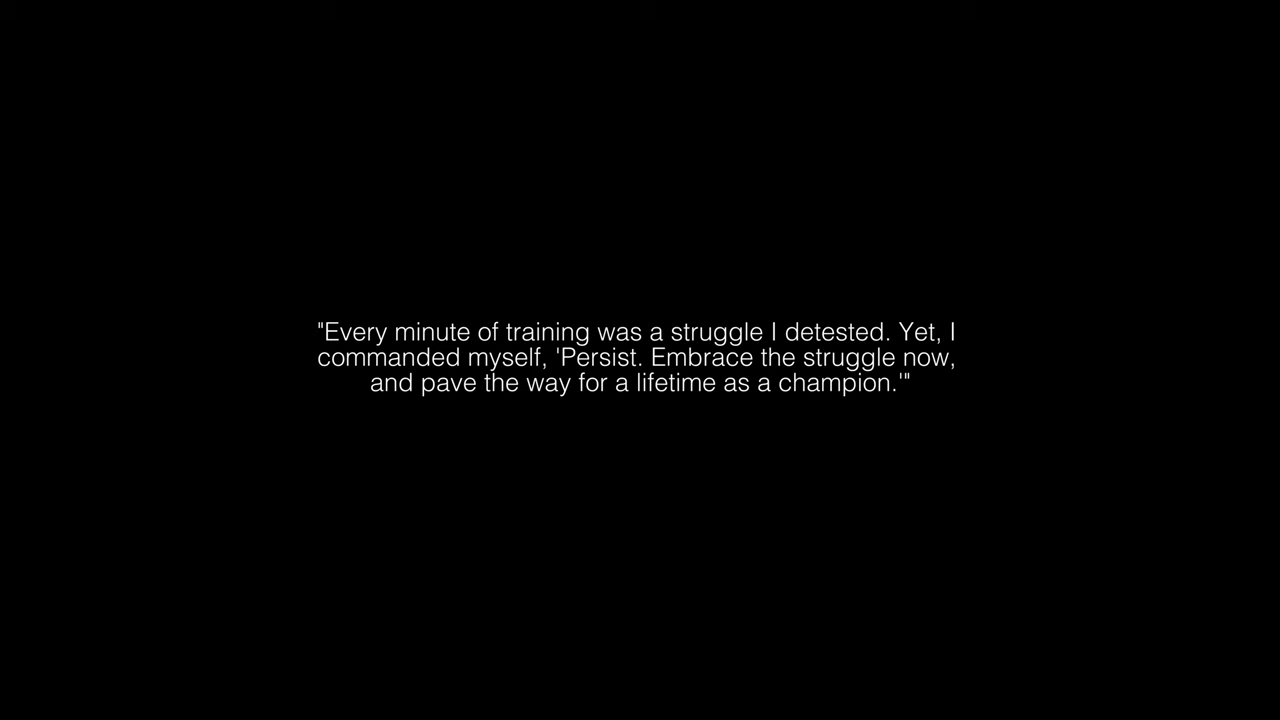 "Every minute of training was a struggle I detested. Yet, I
commanded myself, 'Persist. Embrace the struggle now,
and pave the way for a lifetime as a champion.'"